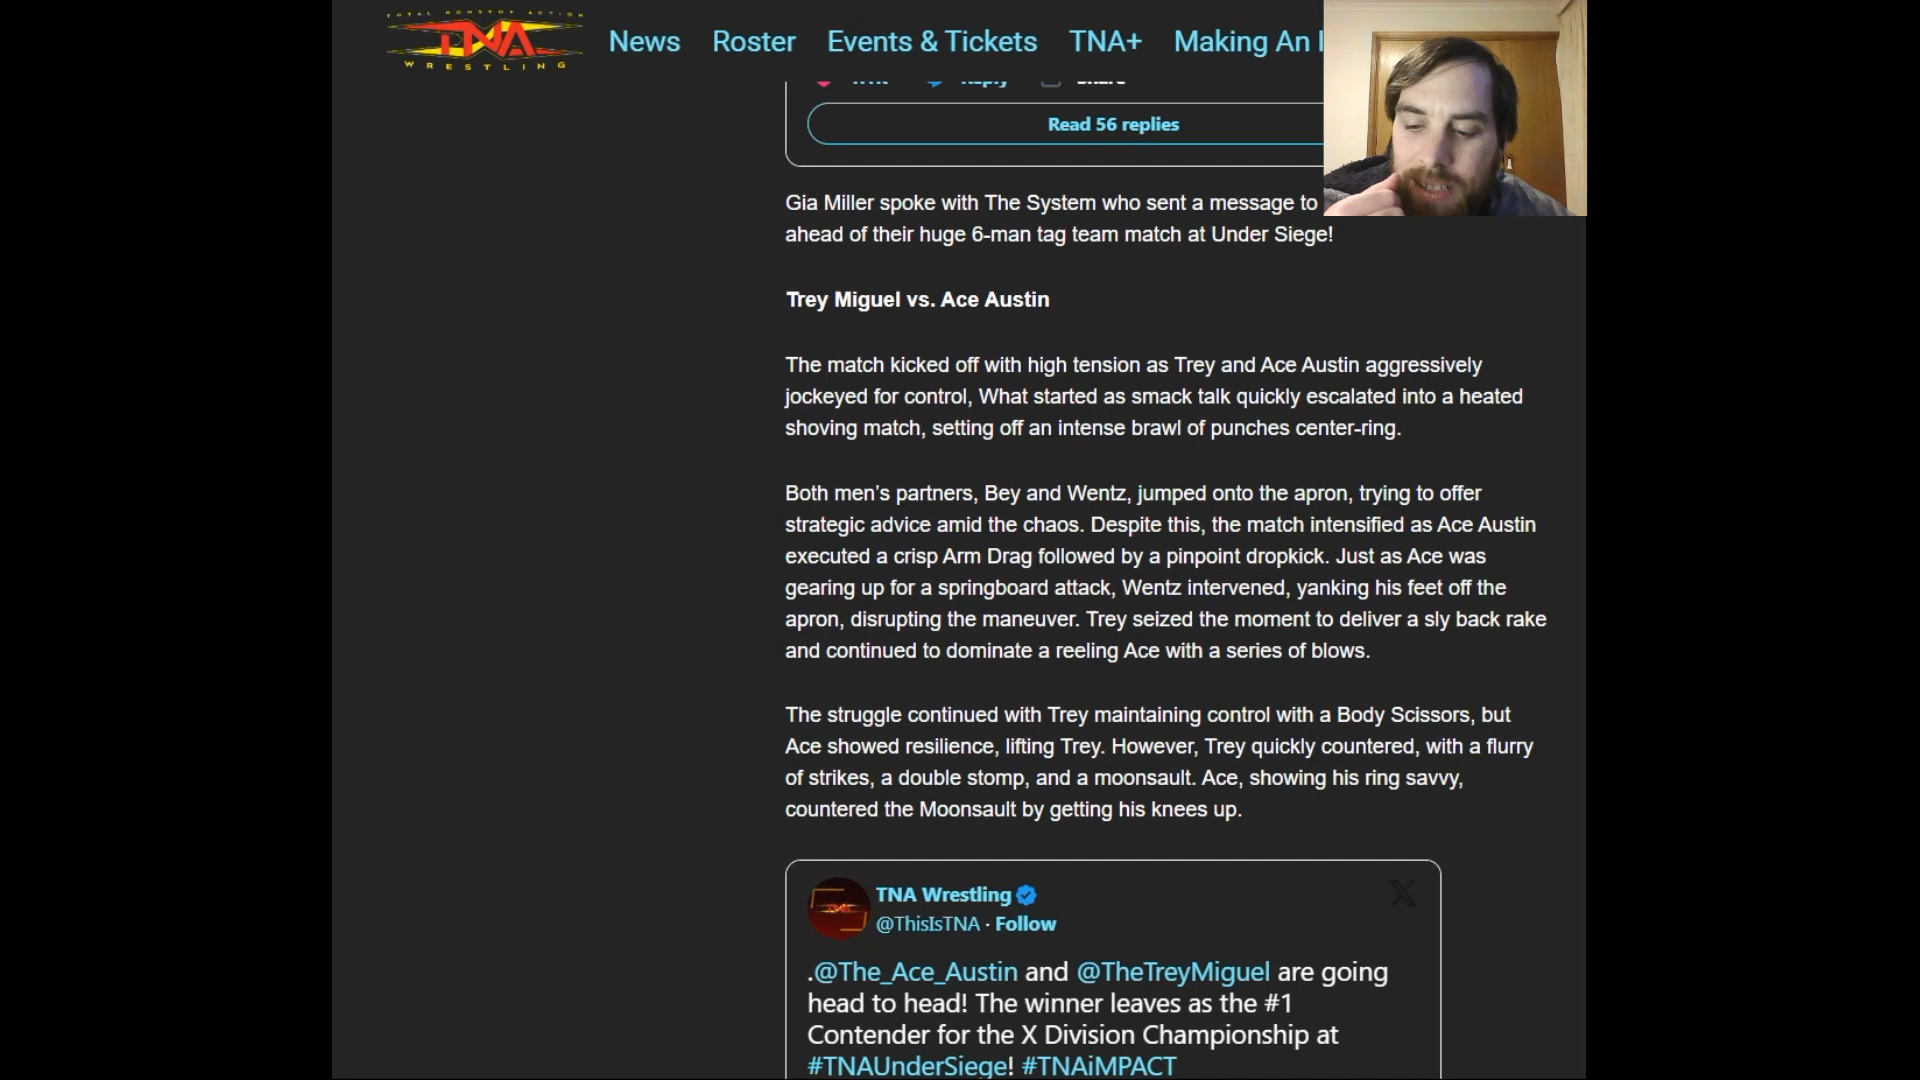 TOTAL NONSTOP ACTION
TNA
WRESTLING
News Roster Events & Tickets TNA+ Making An
Reply Share
Read 56 replies
Gia Miller spoke with The System who sent a message to
ahead of their huge 6-man tag team match at Under Siege!
Trey Miguel vs. Ace Austin
The match kicked off with high tension as Trey and Ace Austin aggressively
jockeyed for control, What started as smack talk quickly escalated into a heated
shoving match, setting off an intense brawl of punches center-ring.
Both men’s partners, Bey and Wentz, jumped onto the apron, trying to offer
strategic advice amid the chaos. Despite this, the match intensified as Ace Austin
executed a crisp Arm Drag followed by a pinpoint dropkick. Just as Ace was
gearing up for a springboard attack, Wentz intervened, yanking his feet off the
apron, disrupting the maneuver. Trey seized the moment to deliver a sly back rake
and continued to dominate a reeling Ace with a series of blows.
The struggle continued with Trey maintaining control with a Body Scissors, but
Ace showed resilience, lifting Trey. However, Trey quickly countered, with a flurry
of strikes, a double stomp, and a moonsault. Ace, showing his ring savvy,
countered the Moonsault by getting his knees up.
TNA Wrestling
@ThisIsTNA · Follow
.@The_Ace_Austin and @TheTreyMiguel are going
head to head! The winner leaves as the #1
Contender for the X Division Championship at
#TNAUnderSiege! #TNAiMPACT